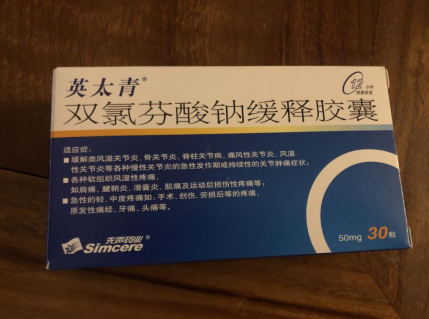 英太青®
12小时
双氯芬酸钠缓释胶囊
适应症：
■缓解类风湿关节炎、骨关节炎、脊柱关节病、痛风性关节炎、风湿
性关节炎等各种慢性关节炎的急性发作期或持续性的关节肿痛症状。
■各种软组织风湿性疼痛，
如肩痛、腱鞘炎、滑囊炎、肌痛及运动后损伤性疼痛等；
■急性的轻、中度疼痛如：手术、创伤、劳损后等的疼痛，
原发性痛经、牙痛、头痛等。
先声药业®
Simcere
50mg 30粒